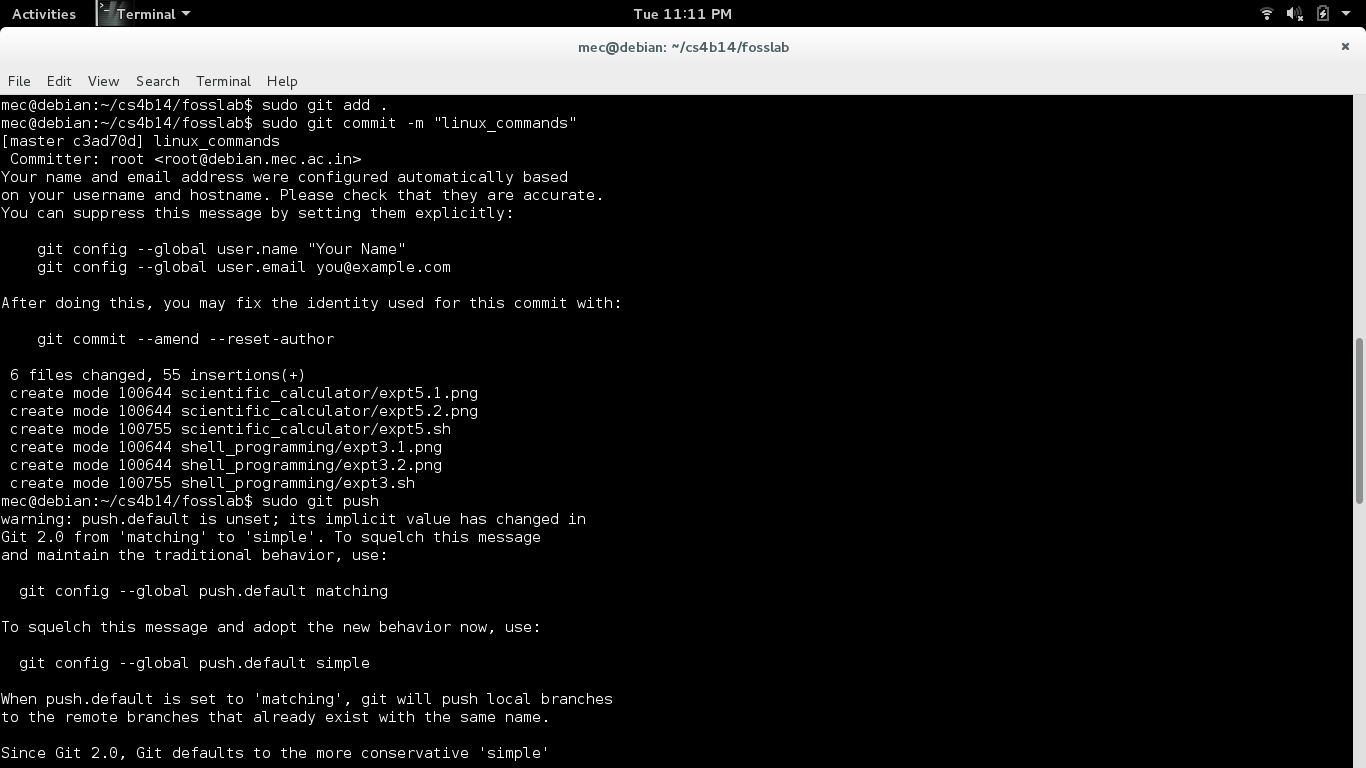 Activities
Terminal
Tue 11:11 PM
mec@debian: ~/cs4b14/fosslab
File Edit View Search Terminal Help
mec@debian:~/cs4b14/fosslab$ sudo git add .
mec@debian:~/cs4b14/fosslab$ sudo git commit -m "linux_commands"
[master c3ad70d] linux_commands
 Committer: root <root@debian.mec.ac.in>
Your name and email address were configured automatically based
on your username and hostname. Please check that they are accurate.
You can suppress this message by setting them explicitly:

    git config --global user.name "Your Name"
    git config --global user.email you@example.com

After doing this, you may fix the identity used for this commit with:

    git commit --amend --reset-author

 6 files changed, 55 insertions(+)
 create mode 100644 scientific_calculator/expt5.1.png
 create mode 100644 scientific_calculator/expt5.2.png
 create mode 100755 scientific_calculator/expt5.sh
 create mode 100644 shell_programming/expt3.1.png
 create mode 100644 shell_programming/expt3.2.png
 create mode 100755 shell_programming/expt3.sh
mec@debian:~/cs4b14/fosslab$ sudo git push
warning: push.default is unset; its implicit value has changed in
Git 2.0 from 'matching' to 'simple'. To squelch this message
and maintain the traditional behavior, use:

  git config --global push.default matching

To squelch this message and adopt the new behavior now, use:

  git config --global push.default simple

When push.default is set to 'matching', git will push local branches
to the remote branches that already exist with the same name.

Since Git 2.0, Git defaults to the more conservative 'simple'